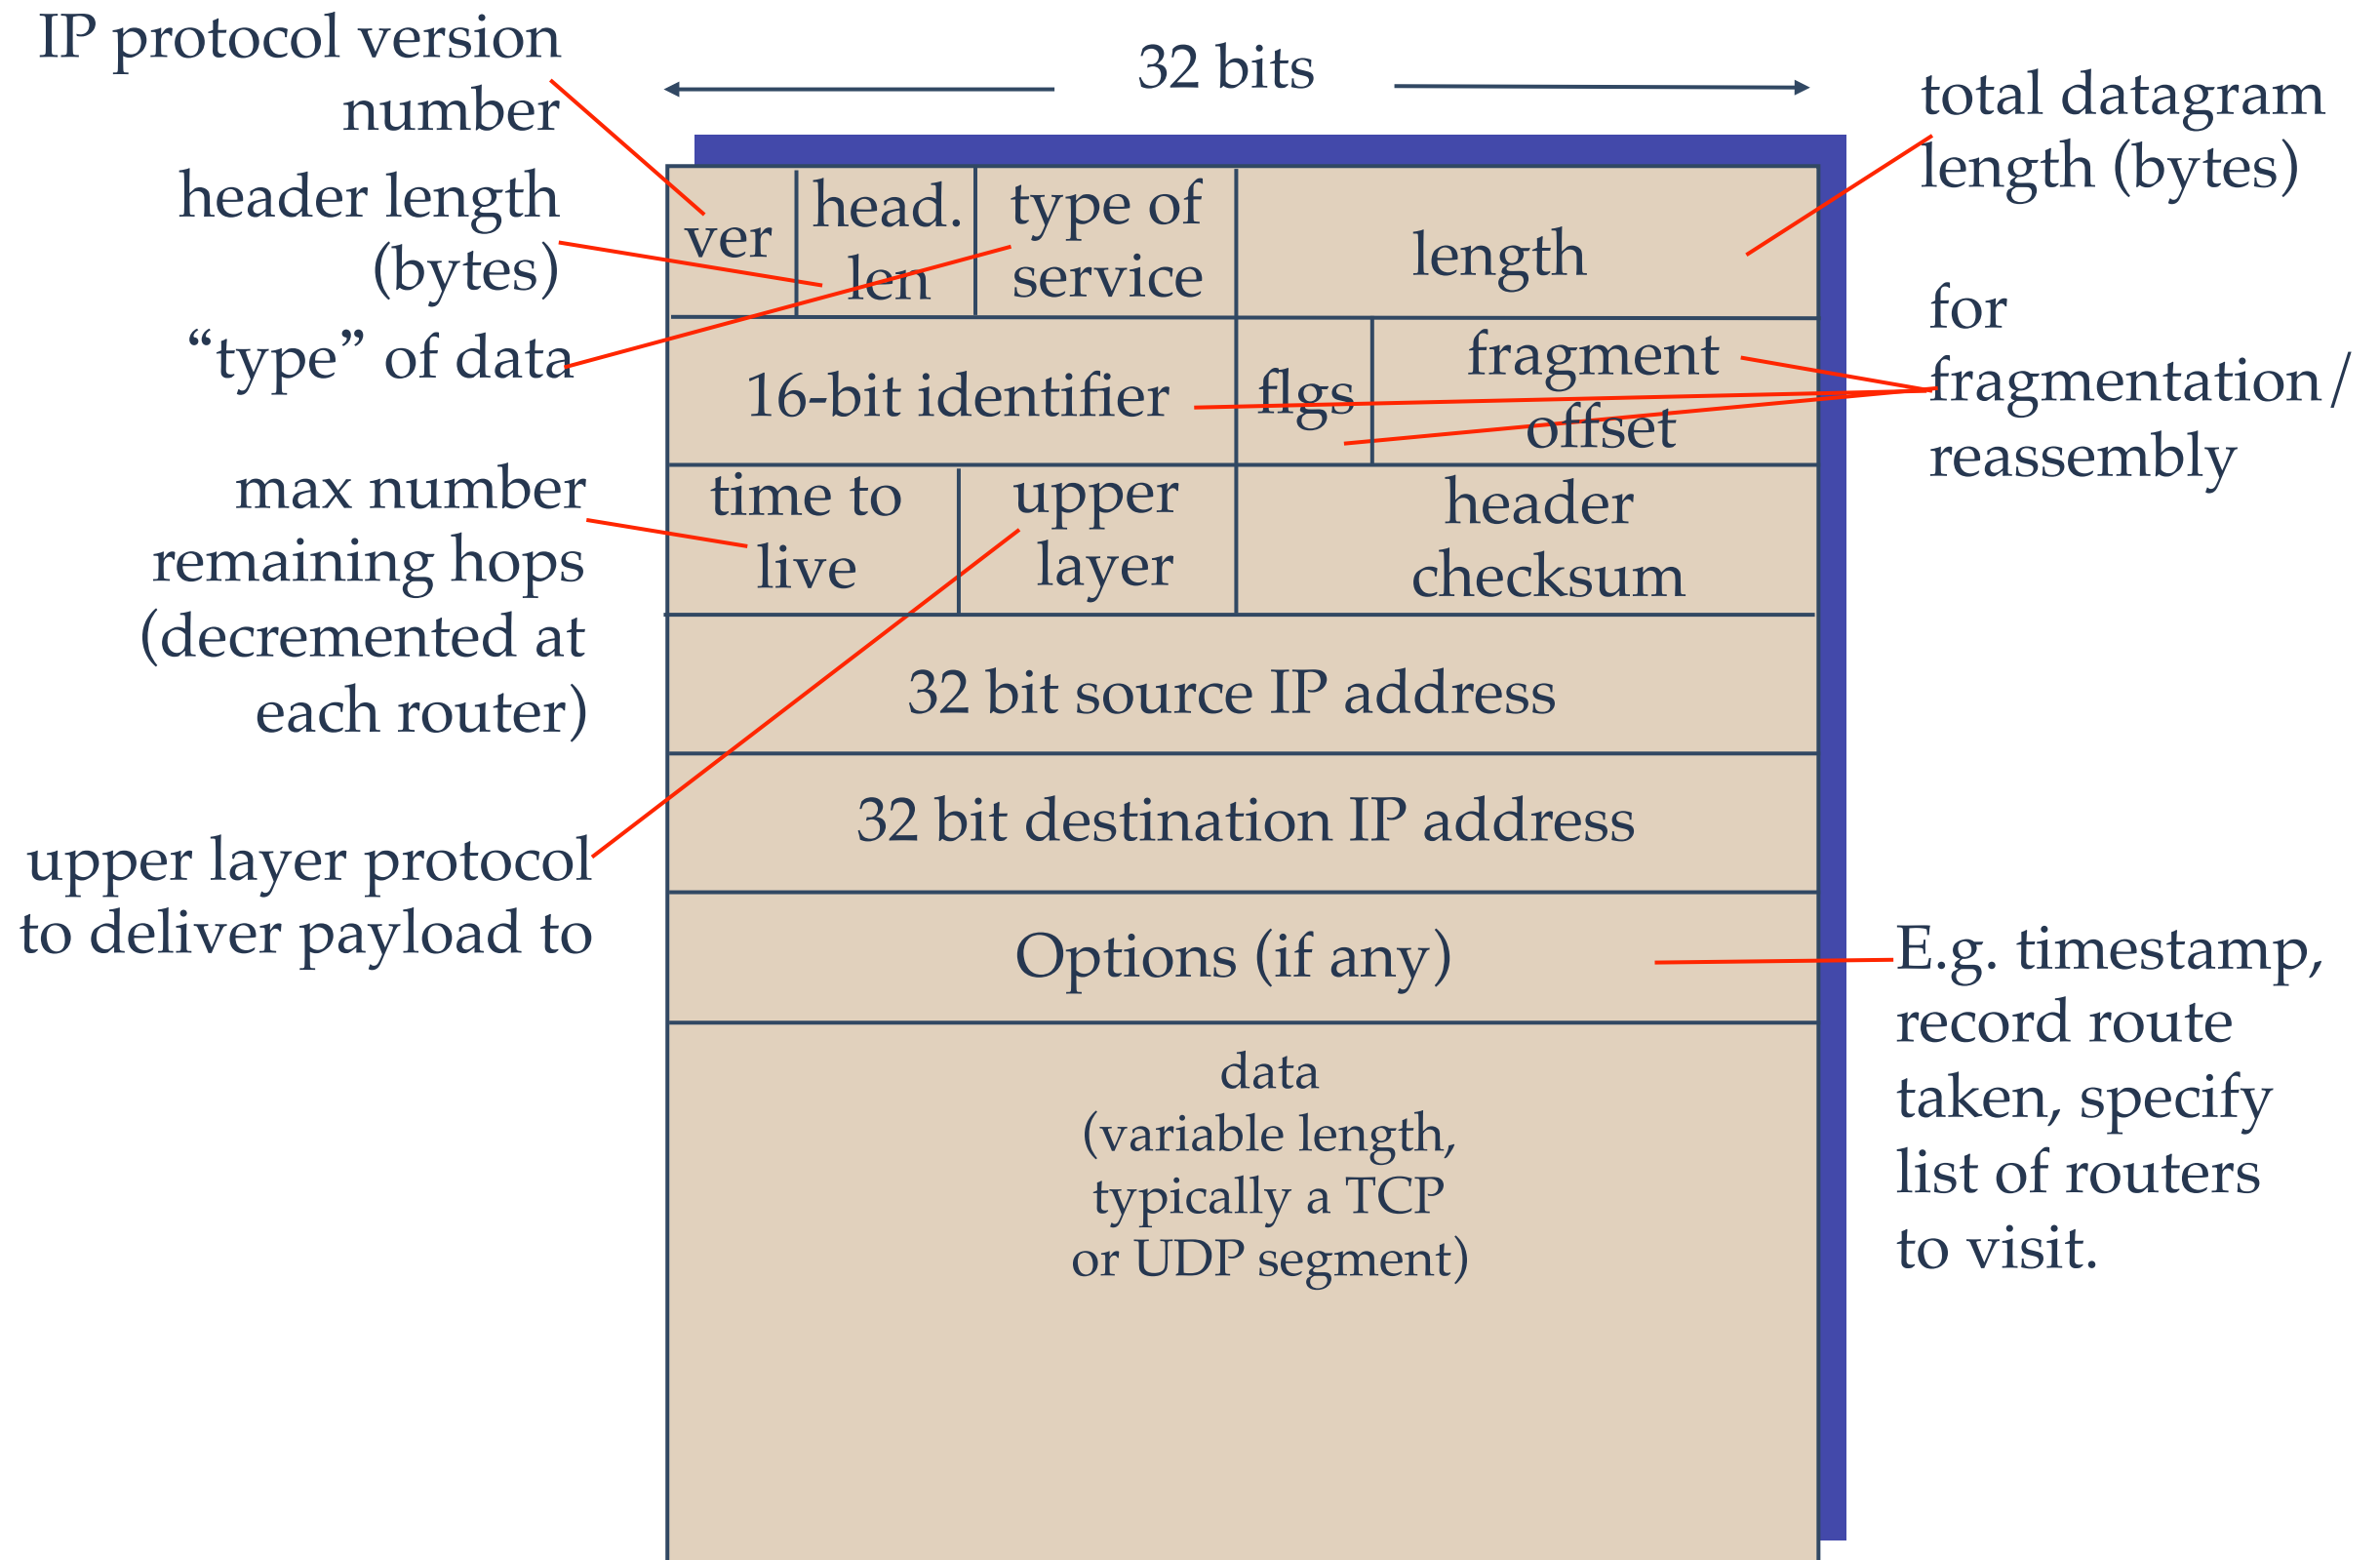 IP protocol version
number
header length
(bytes)
“type” of data
max number
remaining hops
(decremented at
each router)
upper layer protocol
to deliver payload to
32 bits
ver
head.
len
type of
service
length
16-bit identifier
flgs
fragment
offset
time to
live
upper
layer
header
checksum
32 bit source IP address
32 bit destination IP address
Options (if any)
data
(variable length,
typically a TCP
or UDP segment)
total datagram
length (bytes)
for
fragmentation/
reassembly
E.g. timestamp,
record route
taken, specify
list of routers
to visit.